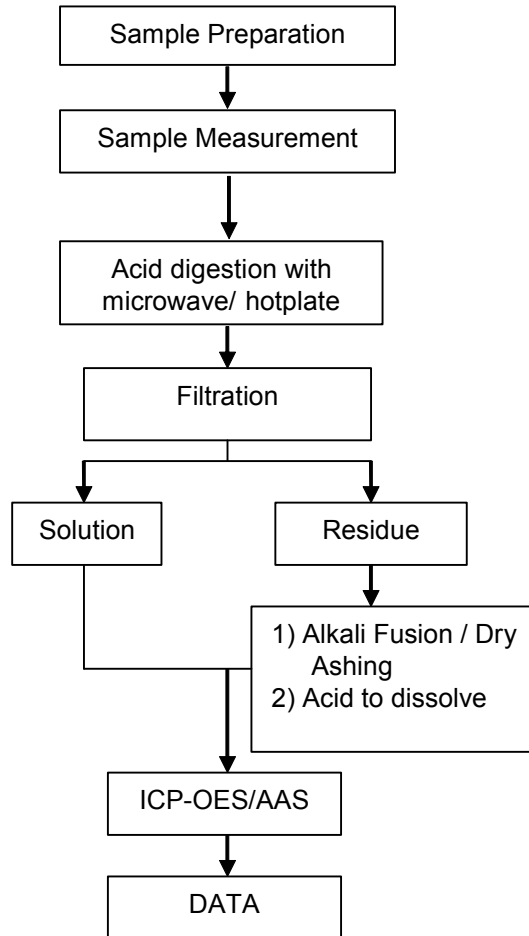 Sample Preparation
Sample Measurement
Acid digestion with
microwave/ hotplate
Filtration
Solution
Residue
1) Alkali Fusion / Dry
Ashing
2) Acid to dissolve
ICP-OES/AAS
DATA